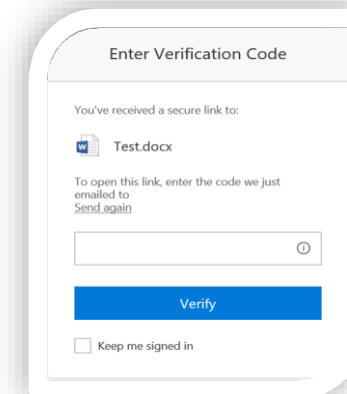 Enter Verification Code
You've received a secure link to:
Test.docx
To open this link, enter the code we just
emailed to
Send again
Verify
Keep me signed in